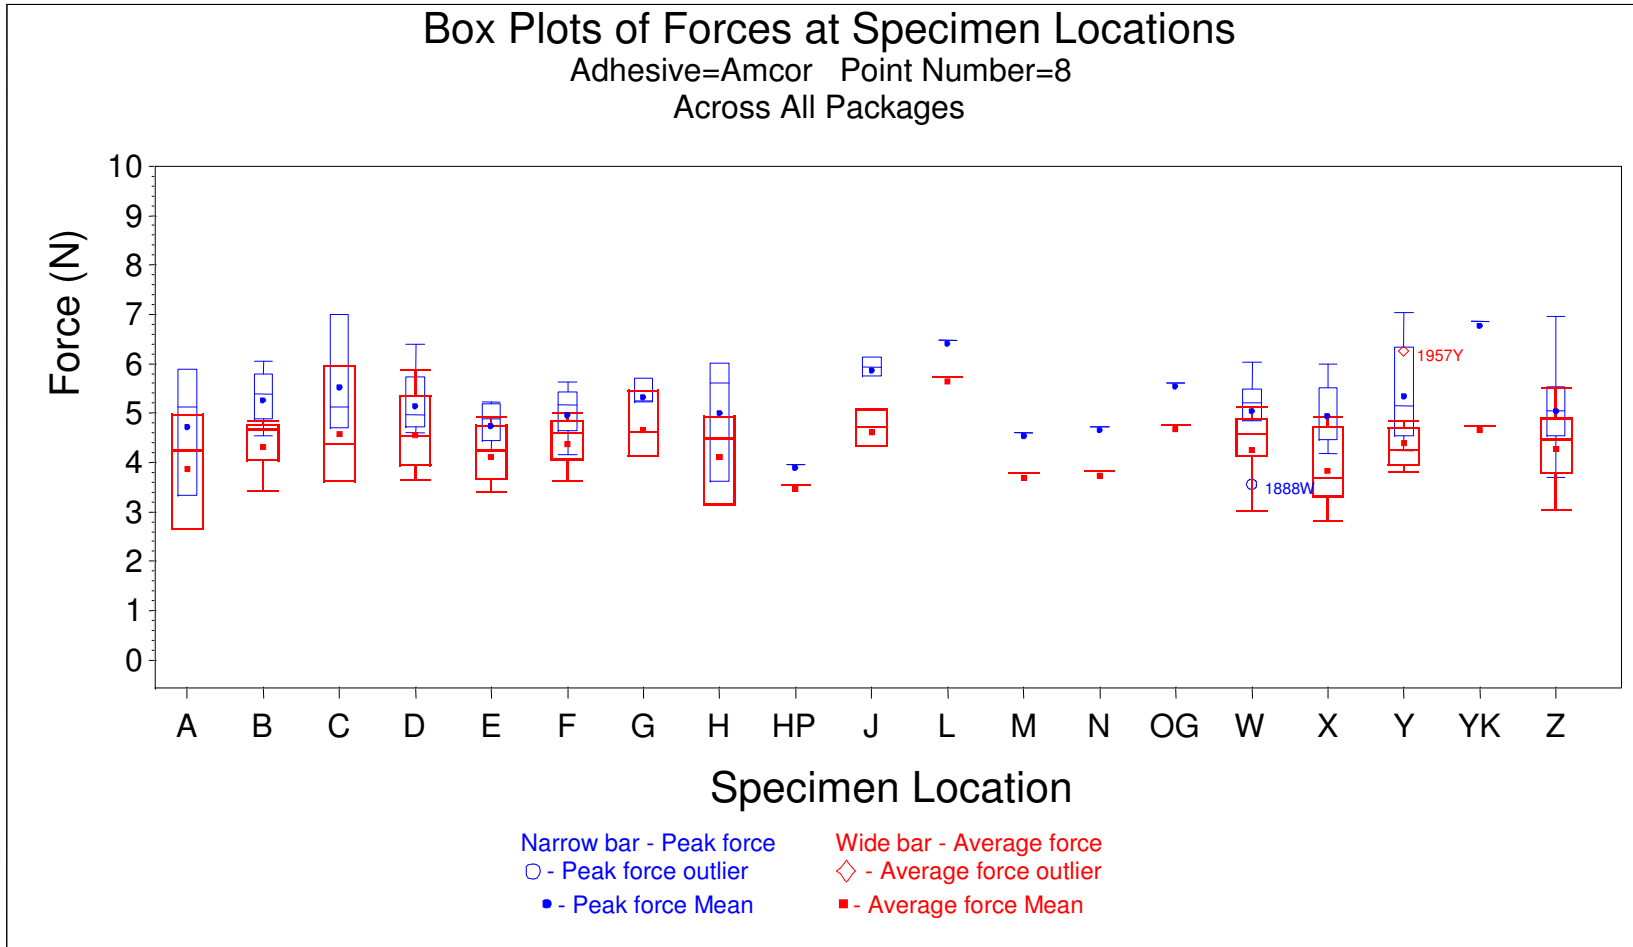 Box Plots of Forces at Specimen Locations
Adhesive=Amcor Point Number=8
Across All Packages
10
9
8
7
6
5
4
3
2
1
0
Force (N)
1957Y
1888W
A B C D E F G H HP J L M N OG W X Y YK Z
Specimen Location
Narrow bar - Peak force Wide bar - Average force
- Peak force outlier - Average force outlier
- Peak force Mean - Average force Mean